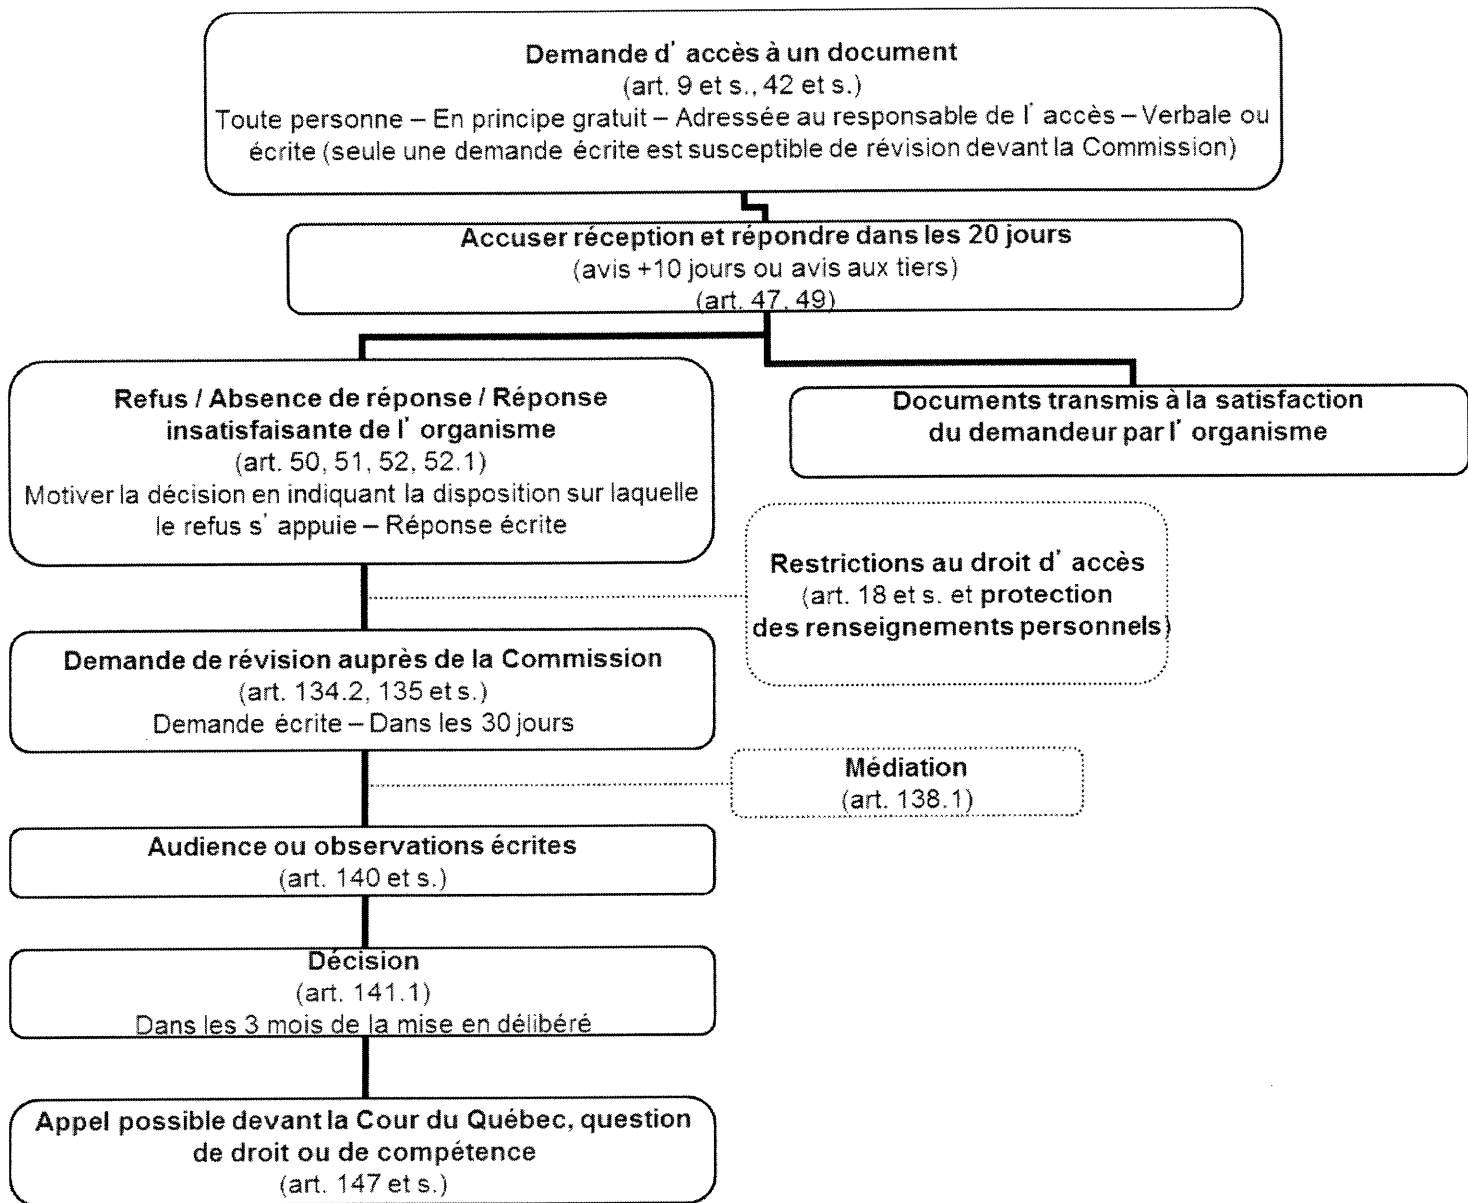 Demande d' accès à un document
(art. 9 et s., 42 et s.)
Toute personne – En principe gratuit – Adressée au responsable de l' accès – Verbale ou
écrite (seule une demande écrite est susceptible de révision devant la Commission)
Accuser réception et répondre dans les 20 jours
(avis +10 jours ou avis aux tiers)
(art. 47, 49)
Refus / Absence de réponse / Réponse
insatisfaisante de l' organisme
(art. 50, 51, 52, 52.1)
Motiver la décision en indiquant la disposition sur laquelle
le refus s' appuie – Réponse écrite
Documents transmis à la satisfaction
du demandeur par l' organisme
Restrictions au droit d' accès
(art. 18 et s. et protection
des renseignements personnels)
Demande de révision auprès de la Commission
(art. 134.2, 135 et s.)
Demande écrite – Dans les 30 jours
Médiation
(art. 138.1)
Audience ou observations écrites
(art. 140 et s.)
Décision
(art. 141.1)
Dans les 3 mois de la mise en délibéré
Appel possible devant la Cour du Québec, question
de droit ou de compétence
(art. 147 et s.)